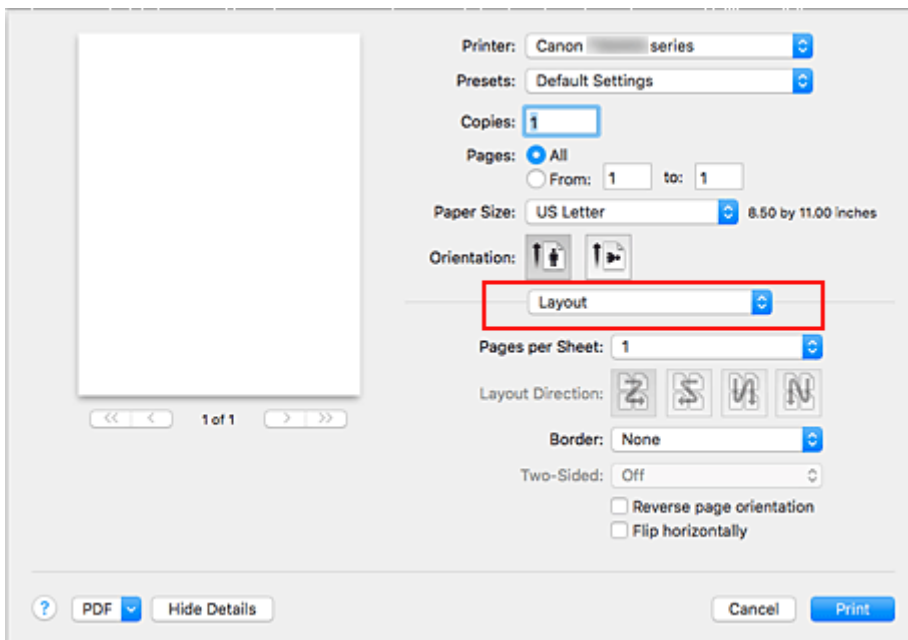 Printer: Canon series
Presets: Default Settings
Copies: 1
Pages: All
From: 1 to: 1
Paper Size: US Letter 8.50 by 11.00 inches
Orientation:
Layout
Pages per Sheet: 1
Layout Direction:
<< < 1 of 1 > >>
Border: None
Two-Sided: Off
Reverse page orientation
Flip horizontally
? PDF Hide Details Cancel Print